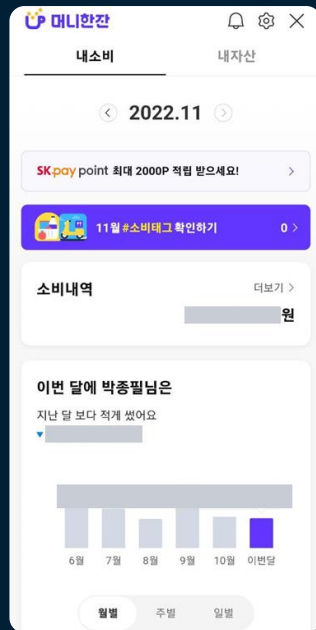 UP 머니한잔
내소비 내자산
2022.11
SK pay point 최대 2000P 적립 받으세요!
11월 #소비태그 확인하기 0
소비내역 더보기
원
이번 달에 박종필님은
지난 달 보다 적게 썼어요
6월 7월 8월 9월 10월 이번달
월별 주별 일별